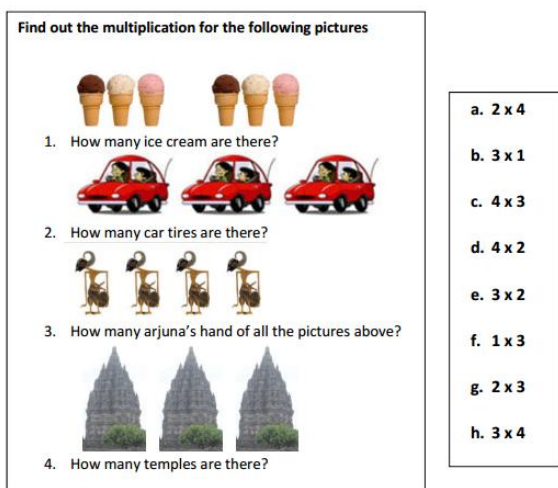 Find out the multiplication for the following pictures
1. How many ice cream are there?
2. How many car tires are there?
3. How many arjuna’s hand of all the pictures above?
4. How many temples are there?
a. 2 x 4
b. 3 x 1
c. 4 x 3
d. 4 x 2
e. 3 x 2
f. 1 x 3
g. 2 x 3
h. 3 x 4